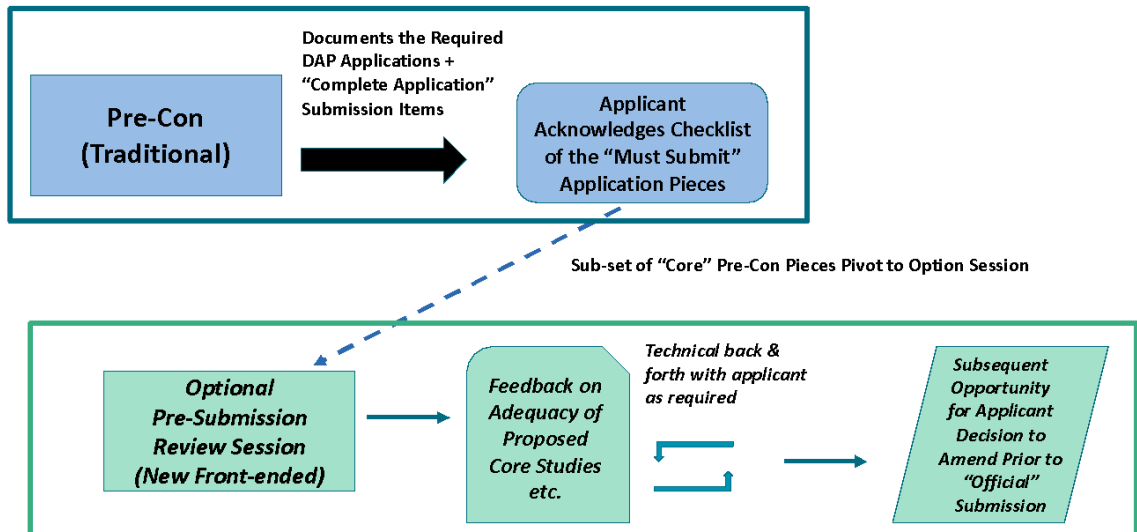 Pre-Con
(Traditional)
Documents the Required
DAP Applications +
“Complete Application”
Submission Items
Applicant
Acknowledges Checklist
of the “Must Submit”
Application Pieces
Sub-set of “Core” Pre-Con Pieces Pivot to Option Session
Optional
Pre-Submission
Review Session
(New Front-ended)
Feedback on
Adequacy of
Proposed
Core Studies
etc.
Technical back &
forth with applicant
as required
Subsequent
Opportunity
for Applicant
Decision to
Amend Prior to
“Official”
Submission